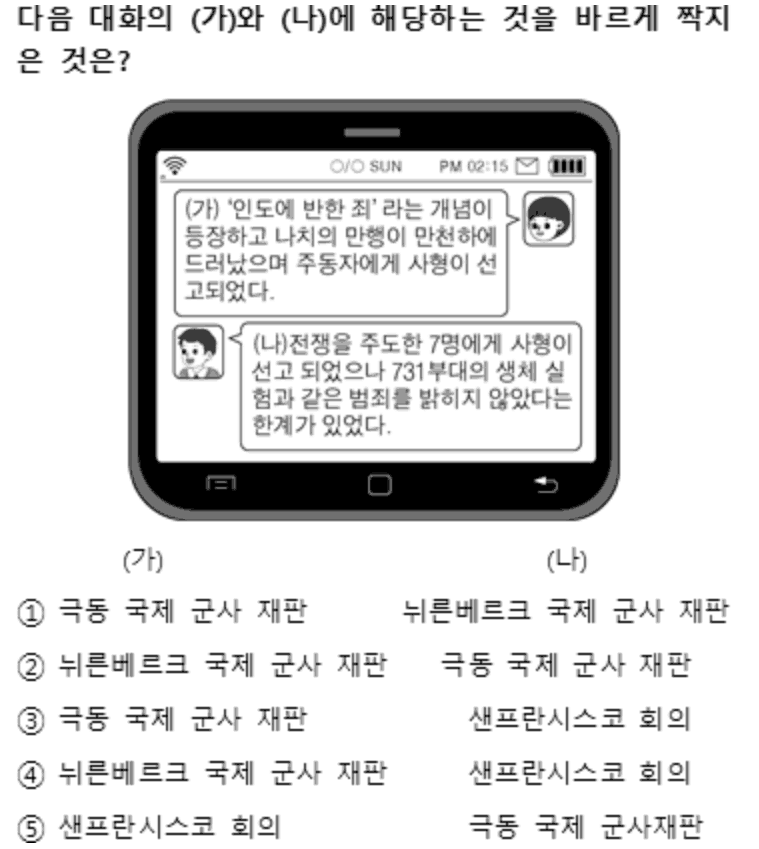 다음 대화의 (가)와 (나)에 해당하는 것을 바르게 짝지
은 것은?
○/○ SUN PM 02:15
(가) '인도에 반한 죄' 라는 개념이
등장하고 나치의 만행이 만천하에
드러났으며 주동자에게 사형이 선
고되었다.
(나)전쟁을 주도한 7명에게 사형이
선고 되었으나 731부대의 생체 실
험과 같은 범죄를 밝히지 않았다는
한계가 있었다.
(가) (나)
① 극동 국제 군사 재판 뉘른베르크 국제 군사 재판
② 뉘른베르크 국제 군사 재판 극동 국제 군사 재판
③ 극동 국제 군사 재판 샌프란시스코 회의
④ 뉘른베르크 국제 군사 재판 샌프란시스코 회의
⑤ 샌프란시스코 회의 극동 국제 군사재판